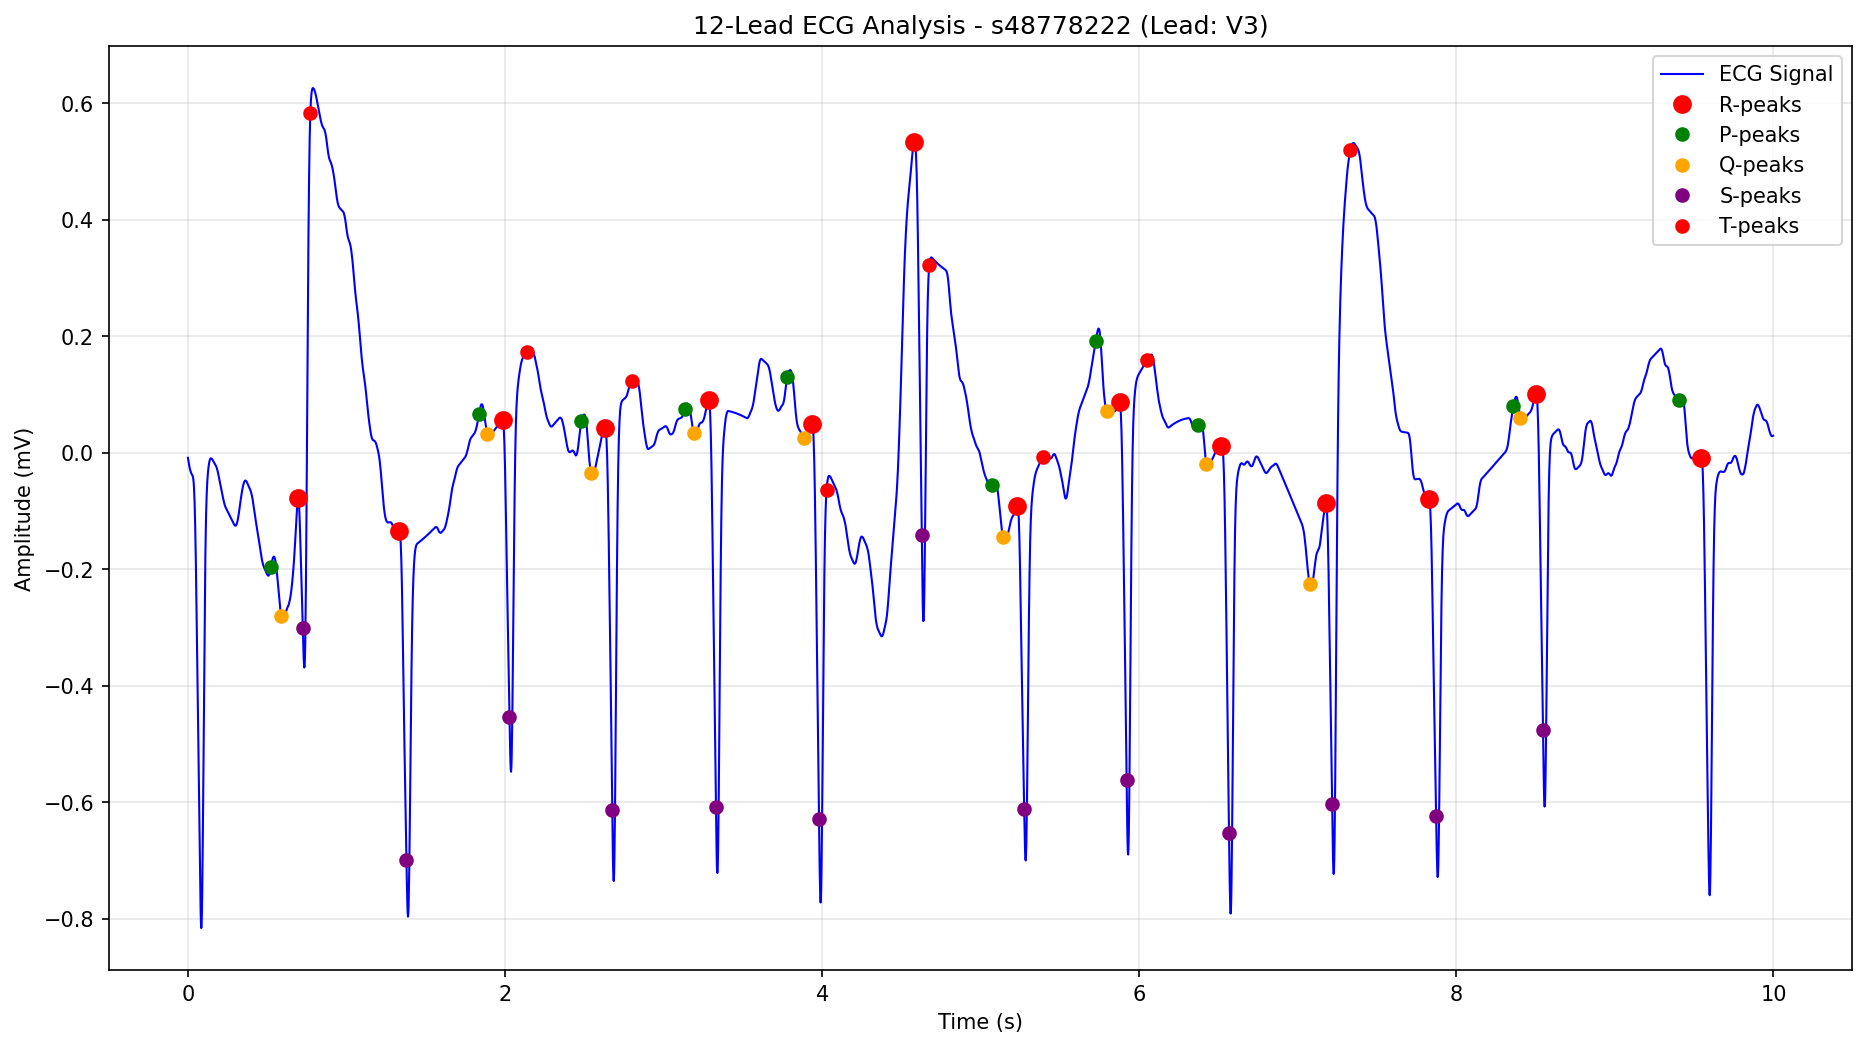 12-Lead ECG Analysis - s48778222 (Lead: V3)
ECG Signal
R-peaks
P-peaks
Q-peaks
S-peaks
T-peaks
Amplitude (mV)
0.6
0.4
0.2
0.0
−0.2
−0.4
−0.6
−0.8
0 2 4 6 8 10
Time (s)